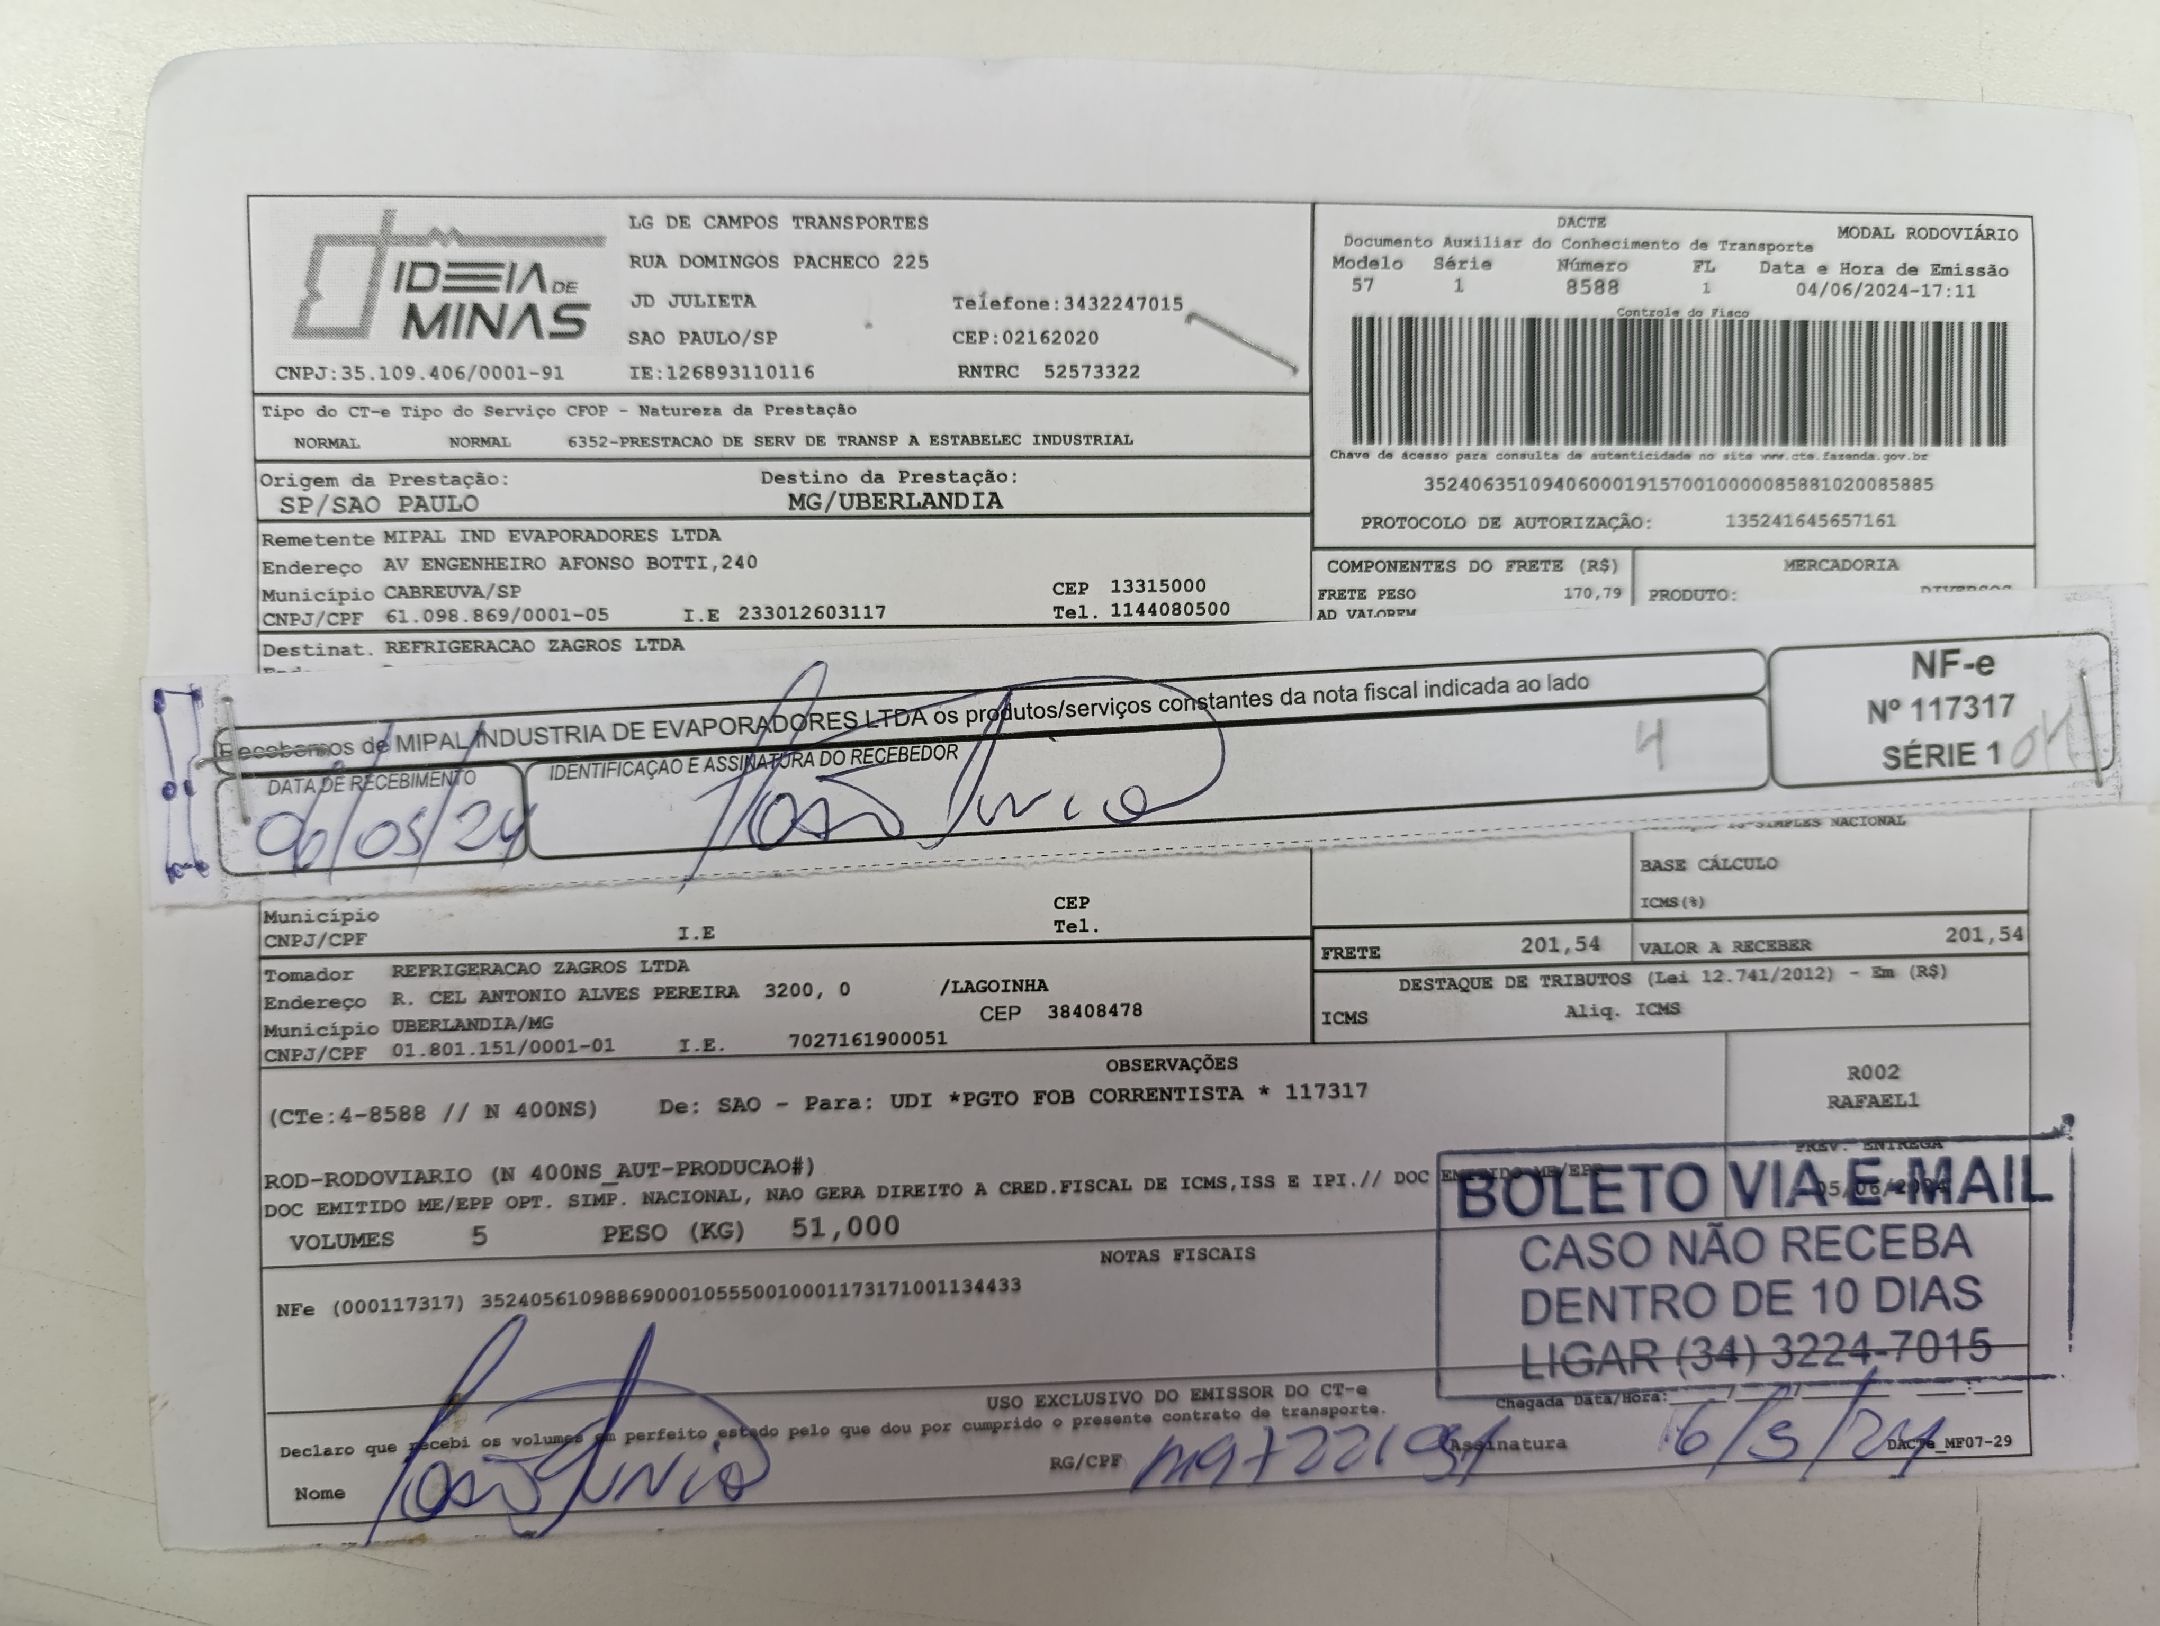 IDEIA DE
MINAS
CNPJ:35.109.406/0001-91
LG DE CAMPOS TRANSPORTES
RUA DOMINGOS PACHECO 225
JD JULIETA Telefone:3432247015
SAO PAULO/SP CEP:02162020
IE:126893110116 RNTRC 52573322
DACTE
Documento Auxiliar do Conhecimento de Transporte
MODAL RODOVIÁRIO
Modelo Série Número FL Data e Hora de Emissão
57 1 8588 1 04/06/2024-17:11
Controle do Fisco
Chave de acesso para consulta de autenticidade no site www.cte.fazenda.gov.br
35240635109406000191570010000085881020085885
PROTOCOLO DE AUTORIZAÇÃO: 135241645657161
Tipo do CT-e Tipo do Serviço CFOP - Natureza da Prestação
NORMAL NORMAL 6352-PRESTACAO DE SERV DE TRANSP A ESTABELEC INDUSTRIAL
Origem da Prestação: Destino da Prestação:
SP/SAO PAULO MG/UBERLANDIA
Remetente MIPAL IND EVAPORADORES LTDA
Endereço AV ENGENHEIRO AFONSO BOTTI,240
Município CABREUVA/SP CEP 13315000
CNPJ/CPF 61.098.869/0001-05 I.E 233012603117 Tel. 1144080500
COMPONENTES DO FRETE (R$) MERCADORIA
FRETE PESO 170,79 PRODUTO: DIVERSOS
AD VALOREM
Destinat. REFRIGERACAO ZAGROS LTDA
Recebemos de MIPAL INDUSTRIA DE EVAPORADORES LTDA os produtos/serviços constantes da nota fiscal indicada ao lado
DATA DE RECEBIMENTO IDENTIFICAÇÃO E ASSINATURA DO RECEBEDOR
06/05/24
4
NF-e
Nº 117317
SÉRIE 1
SIMPLES NACIONAL
BASE CÁLCULO
ICMS(%)
Município CEP
CNPJ/CPF I.E Tel.
FRETE 201,54 VALOR A RECEBER 201,54
Tomador REFRIGERACAO ZAGROS LTDA
Endereço R. CEL ANTONIO ALVES PEREIRA 3200, 0 /LAGOINHA
Município UBERLANDIA/MG CEP 38408478
CNPJ/CPF 01.801.151/0001-01 I.E. 7027161900051
DESTAQUE DE TRIBUTOS (Lei 12.741/2012) - Em (R$)
ICMS Aliq. ICMS
OBSERVAÇÕES
(CTe:4-8588 // N 400NS) De: SAO - Para: UDI *PGTO FOB CORRENTISTA * 117317
R002
RAFAEL1
PREV. ENTREGA
05/06/2024
ROD-RODOVIARIO (N 400NS_AUT-PRODUCAO#)
DOC EMITIDO ME/EPP OPT. SIMP. NACIONAL, NAO GERA DIREITO A CRED.FISCAL DE ICMS,ISS E IPI.// DOC EMITIDO ME/EPP
VOLUMES 5 PESO (KG) 51,000
BOLETO VIA E-MAIL
CASO NÃO RECEBA
DENTRO DE 10 DIAS
LIGAR (34) 3224-7015
NOTAS FISCAIS
NFe (000117317) 35240561098869000105550010001173171001134433
USO EXCLUSIVO DO EMISSOR DO CT-e
Declaro que recebi os volumes em perfeito estado pelo que dou por cumprido o presente contrato de transporte.
Chegada Data/Hora:
Nome RG/CPF Assinatura 6/5/24
DACTe_MF07-29